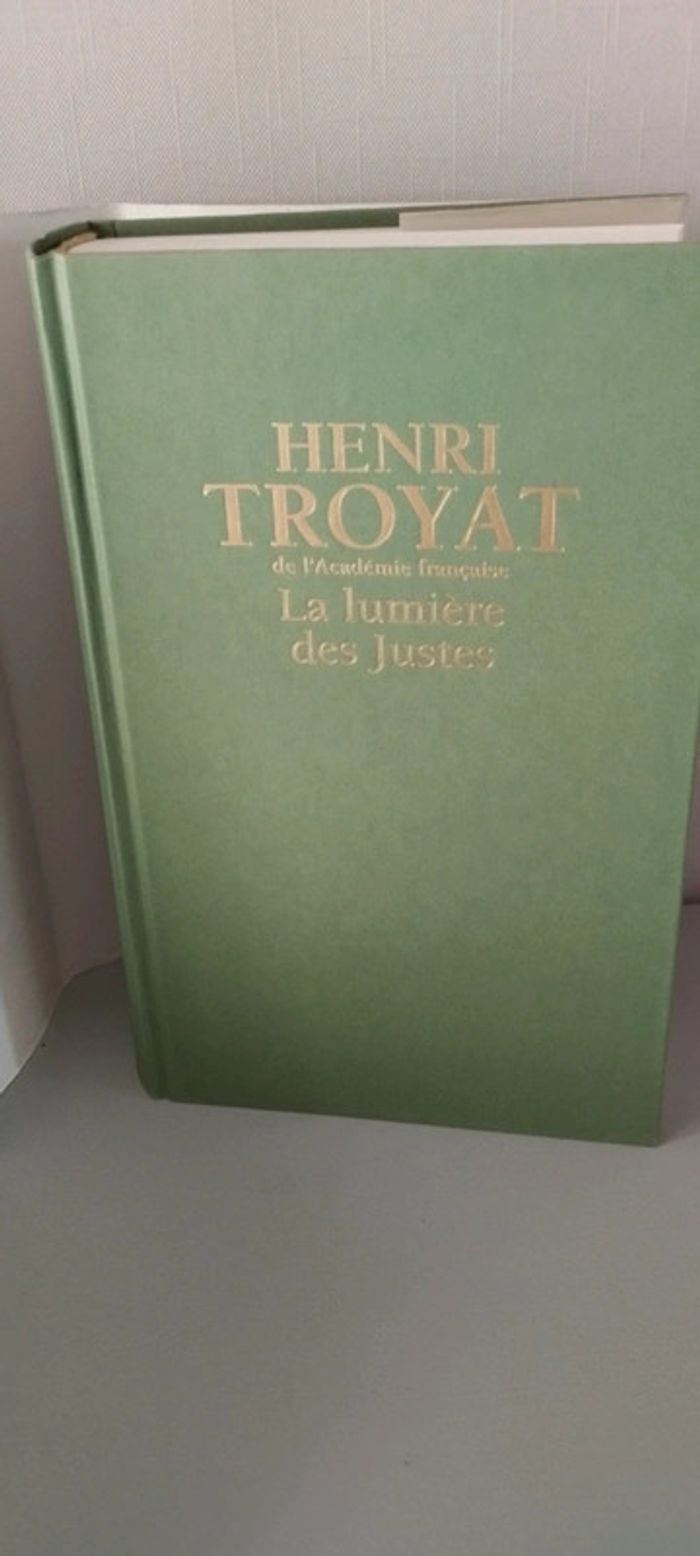 HENRI
TROYAT
de l'Académie française
La lumière
des Justes